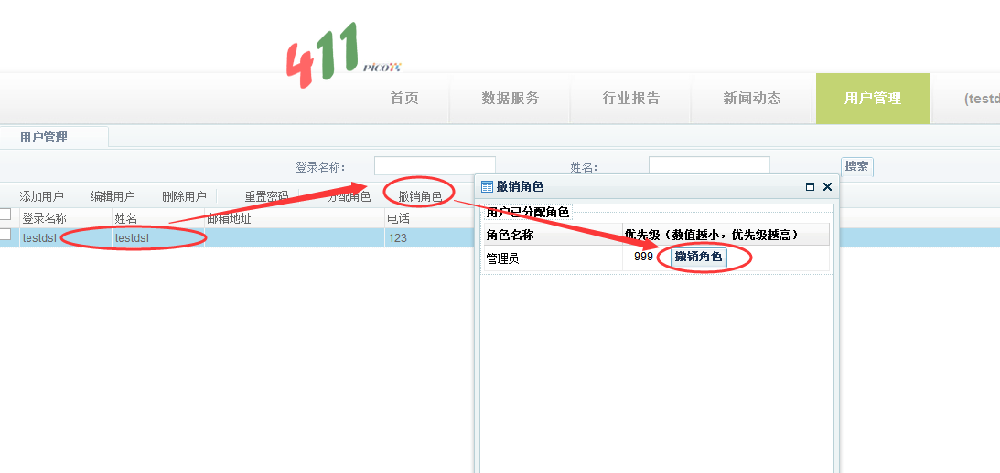 411
PICO
首页 数据服务 行业报告 新闻动态 用户管理 (testd
用户管理
登录名称： 姓名： 搜索
添加用户 编辑用户 删除用户 重置密码 分配角色 撤销角色
登录名称 姓名 邮箱地址 电话
testdsl testdsl 123
撤销角色
用户已分配角色
角色名称 优先级（数值越小，优先级越高）
管理员 999 撤销角色